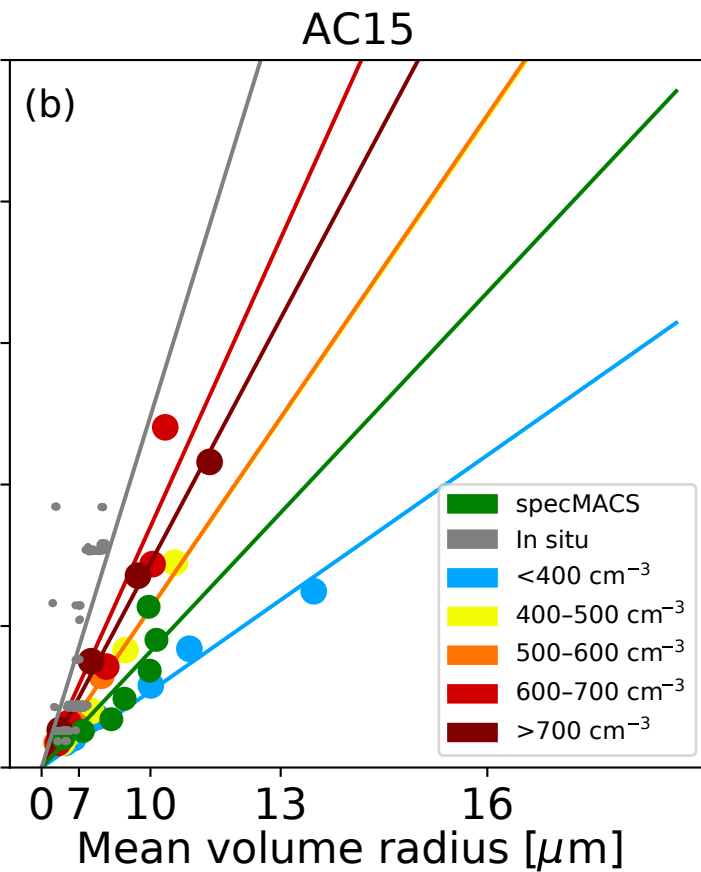 AC15
(b)
specMACS
In situ
<400 cm⁻³
400–500 cm⁻³
500–600 cm⁻³
600–700 cm⁻³
>700 cm⁻³
0 7 10 13 16
Mean volume radius [μm]